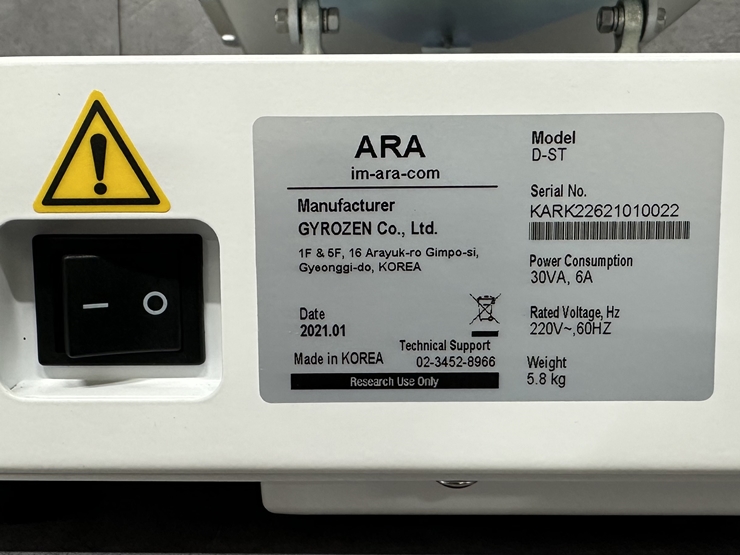 ARA
im-ara-com
Manufacturer
GYROZEN Co., Ltd.
1F & 5F, 16 Arayuk-ro Gimpo-si,
Gyeonggi-do, KOREA
Date
2021.01
Made in KOREA
Technical Support
02-3452-8966
Research Use Only
Model
D-ST
Serial No.
KARK22621010022
Power Consumption
30VA, 6A
Rated Voltage, Hz
220V~,60HZ
Weight
5.8 kg